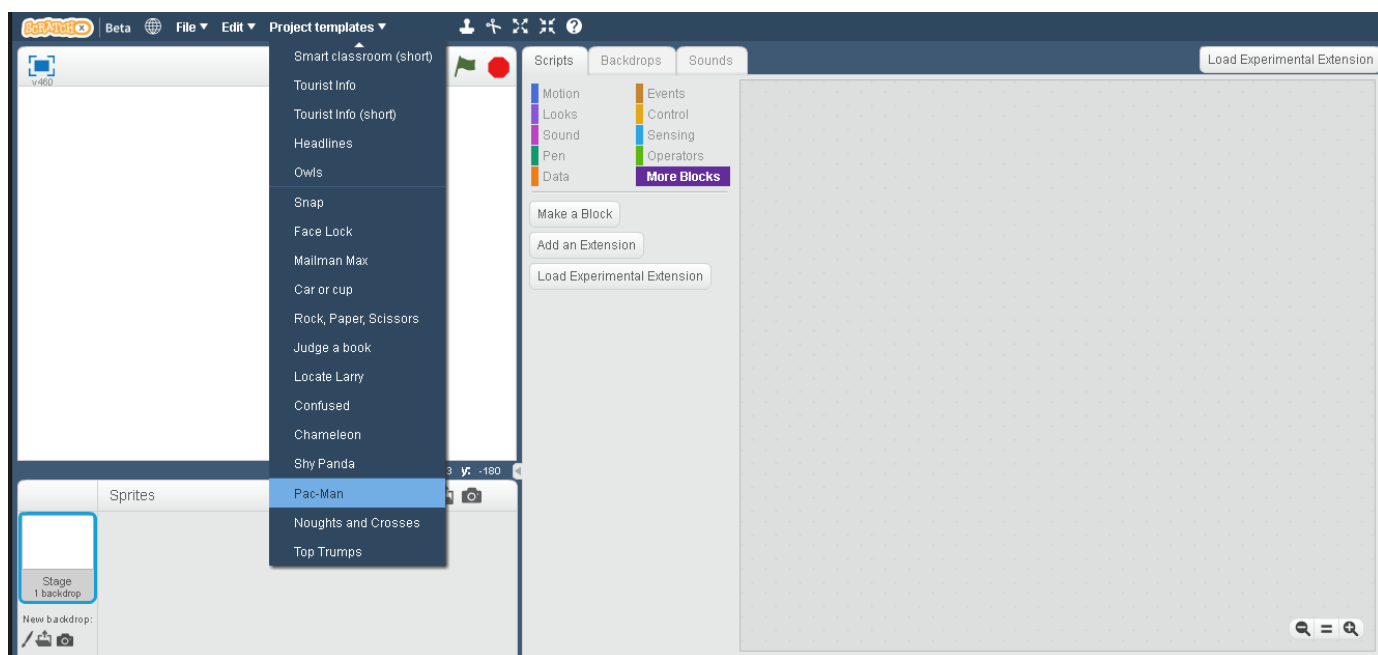 SCRATCHX Beta File ▼ Edit ▼ Project templates ▼
v460
Smart classroom (short)
Tourist Info
Tourist Info (short)
Headlines
Owls
Snap
Face Lock
Mailman Max
Car or cup
Rock, Paper, Scissors
Judge a book
Locate Larry
Confused
Chameleon
Shy Panda
Pac-Man
Noughts and Crosses
Top Trumps
3 y: -180
Sprites
Stage
1 backdrop
New backdrop:
Scripts Backdrops Sounds
Load Experimental Extension
Motion Events
Looks Control
Sound Sensing
Pen Operators
Data More Blocks
Make a Block
Add an Extension
Load Experimental Extension